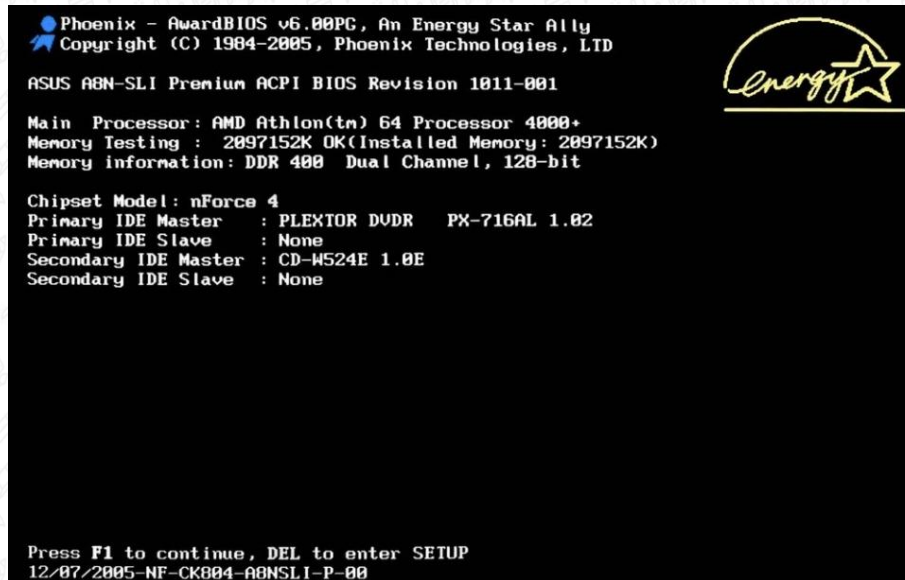 Phoenix - AwardBIOS v6.00PG, An Energy Star Ally
Copyright (C) 1984-2005, Phoenix Technologies, LTD
energy
ASUS A8N-SLI Premium ACPI BIOS Revision 1011-001
Main Processor: AMD Athlon(tm) 64 Processor 4000+
Memory Testing : 2097152K OK(Installed Memory: 2097152K)
Memory information: DDR 400 Dual Channel, 128-bit
Chipset Model: nForce 4
Primary IDE Master : PLEXTOR DVDR PX-716AL 1.02
Primary IDE Slave : None
Secondary IDE Master : CD-W524E 1.0E
Secondary IDE Slave : None
Press F1 to continue, DEL to enter SETUP
12/07/2005-NF-CK804-A8NSLI-P-00